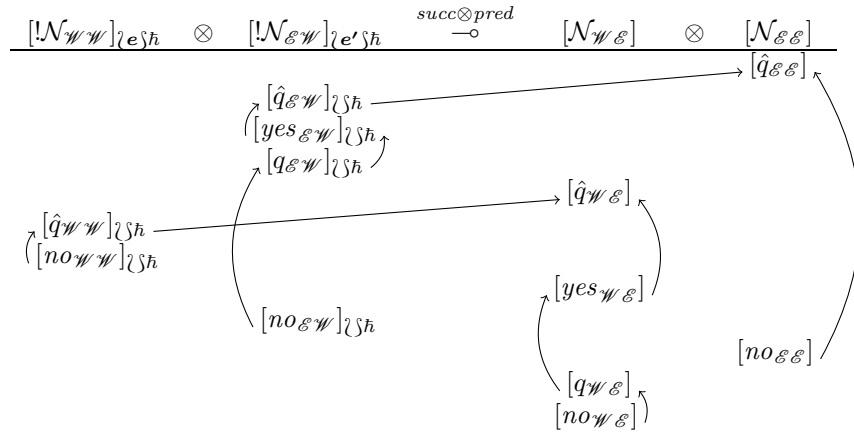 succ⊗pred
[!𝒩𝒲𝒲]≀𝒆∫ħ ⊗ [!𝒩ℰ𝒲]≀𝒆′∫ħ ⊸ [𝒩𝒲ℰ] ⊗ [𝒩ℰℰ]
[q̂ℰℰ]
[q̂ℰ𝒲]≀∫ħ
[yesℰ𝒲]≀∫ħ
[qℰ𝒲]≀∫ħ
[q̂𝒲ℰ]
[q̂𝒲𝒲]≀∫ħ
[no𝒲𝒲]≀∫ħ
[yes𝒲ℰ]
[noℰ𝒲]≀∫ħ
[noℰℰ]
[q𝒲ℰ]
[no𝒲ℰ]